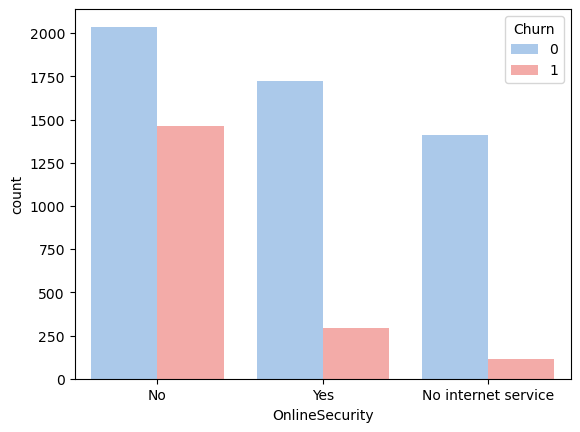 Churn
0
1
2000
1750
1500
1250
1000
750
500
250
0
count
No
Yes
No internet service
OnlineSecurity